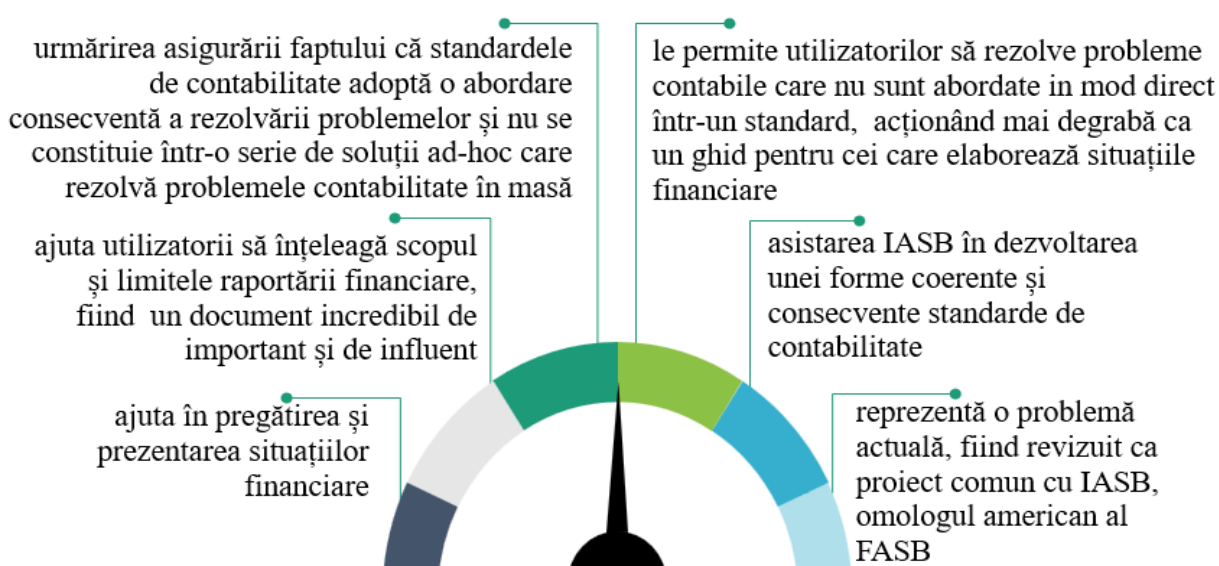 urmărirea asigurării faptului că standardele
de contabilitate adoptă o abordare
consecventă a rezolvării problemelor și nu se
constituie într-o serie de soluții ad-hoc care
rezolvă problemele contabilitate în masă
le permite utilizatorilor să rezolve probleme
contabile care nu sunt abordate in mod direct
într-un standard, acționând mai degrabă ca
un ghid pentru cei care elaborează situațiile
financiare
ajuta utilizatorii să înțeleagă scopul
și limitele raportării financiare,
fiind un document incredibil de
important și de influent
asistarea IASB în dezvoltarea
unei forme coerente și
consecvente standarde de
contabilitate
ajuta în pregătirea și
prezentarea situațiilor
financiare
reprezentă o problemă
actuală, fiind revizuit ca
proiect comun cu IASB,
omologul american al
FASB